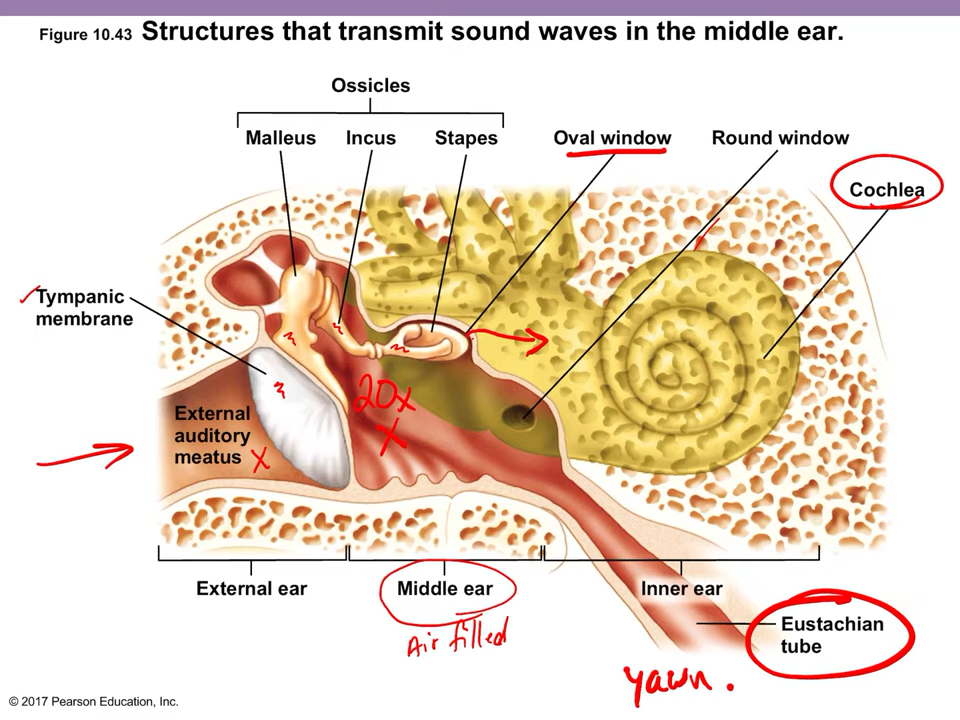 Figure 10.43 Structures that transmit sound waves in the middle ear.
Ossicles
Malleus Incus Stapes Oval window Round window
Cochlea
Tympanic
membrane
20x
X
External
auditory
meatus X
External ear Middle ear Inner ear
Air filled
Eustachian
tube
yawn.
© 2017 Pearson Education, Inc.